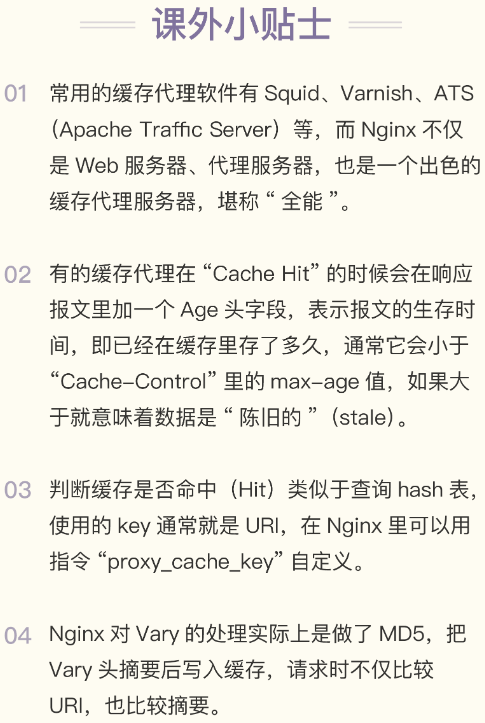 课外小贴士
01 常用的缓存代理软件有 Squid、Varnish、ATS
（Apache Traffic Server）等，而 Nginx 不仅
是 Web 服务器、代理服务器，也是一个出色的
缓存代理服务器，堪称“全能”。
02 有的缓存代理在“Cache Hit”的时候会在响应
报文里加一个 Age 头字段，表示报文的生存时
间，即已经在缓存里存了多久，通常它会小于
“Cache-Control”里的 max-age 值，如果大
于就意味着数据是“陈旧的”（stale）。
03 判断缓存是否命中（Hit）类似于查询 hash 表，
使用的 key 通常就是 URI，在 Nginx 里可以用
指令“proxy_cache_key”自定义。
04 Nginx 对 Vary 的处理实际上是做了 MD5，把
Vary 头摘要后写入缓存，请求时不仅比较
URI，也比较摘要。